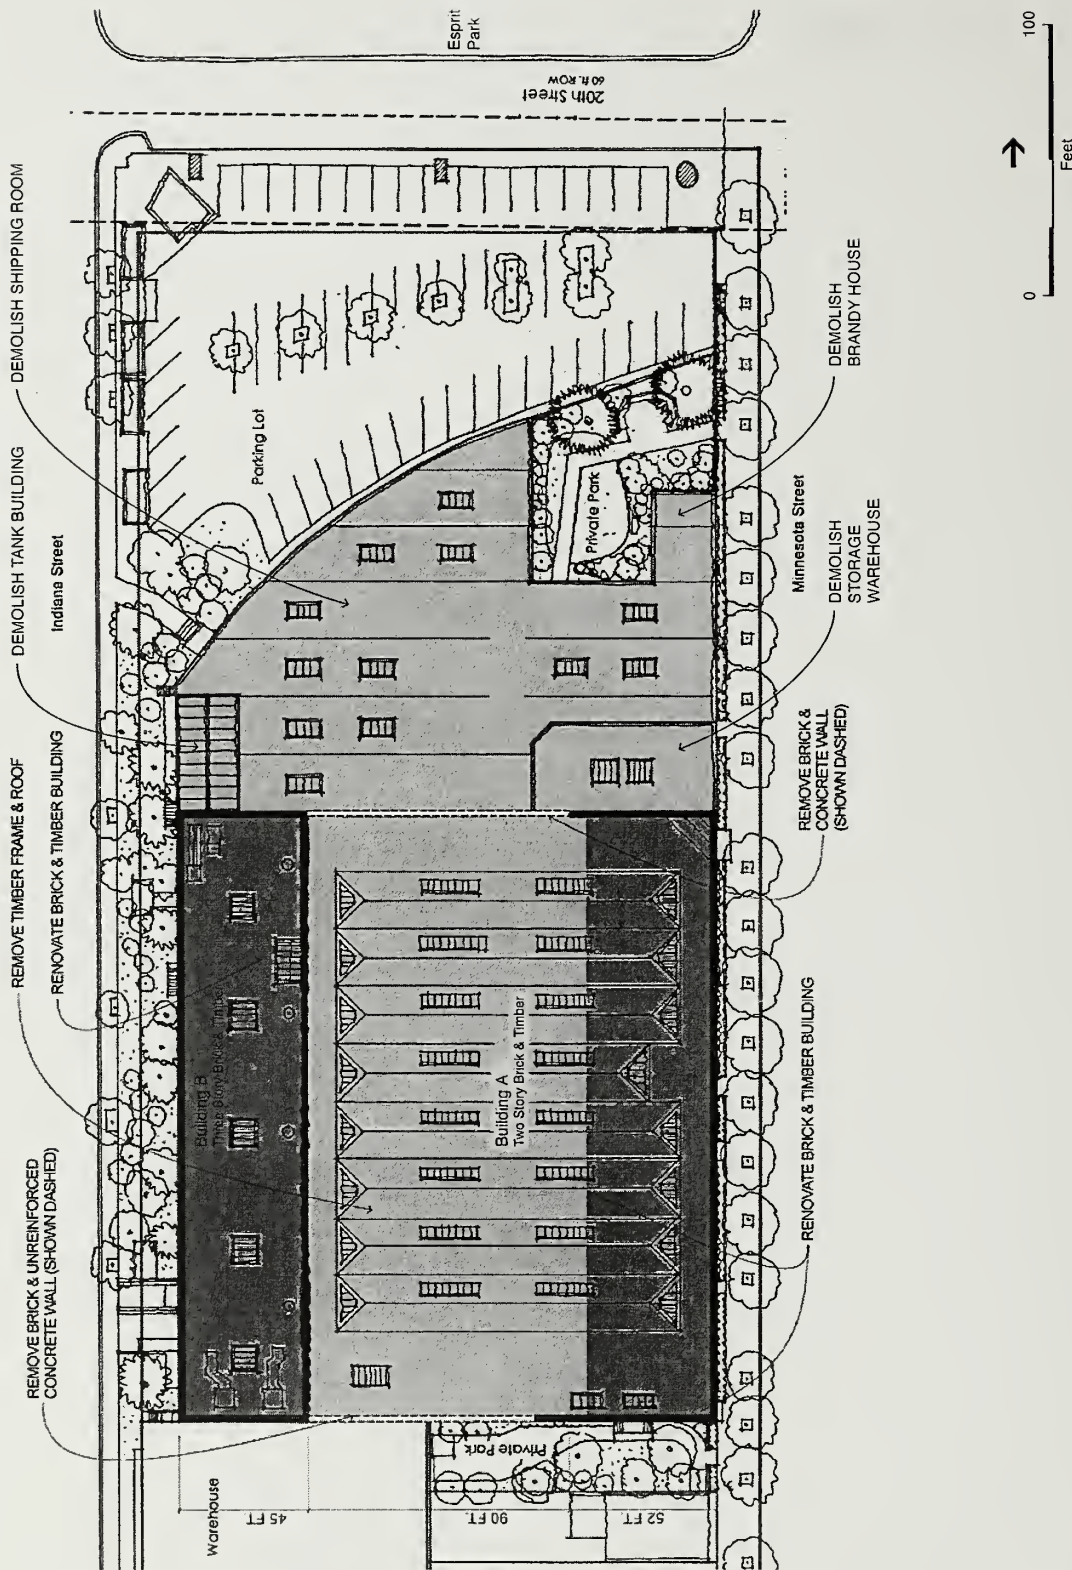 Esprit
Park
20th Street
60 ft. ROW
100
0
Feet
DEMOLISH SHIPPING ROOM
DEMOLISH TANK BUILDING
Indiana Street
REMOVE TIMBER FRAME & ROOF
RENOVATE BRICK & TIMBER BUILDING
REMOVE BRICK & UNREINFORCED
CONCRETE WALL (SHOWN DASHED)
Parking Lot
Private Park
DEMOLISH
BRANDY HOUSE
Minnesota Street
DEMOLISH
STORAGE
WAREHOUSE
REMOVE BRICK &
CONCRETE WALL
(SHOWN DASHED)
Building B
Three Story Brick & Timber
Building A
Two Story Brick & Timber
RENOVATE BRICK & TIMBER BUILDING
Warehouse
Private Park
45 FT.
90 FT.
52 FT.